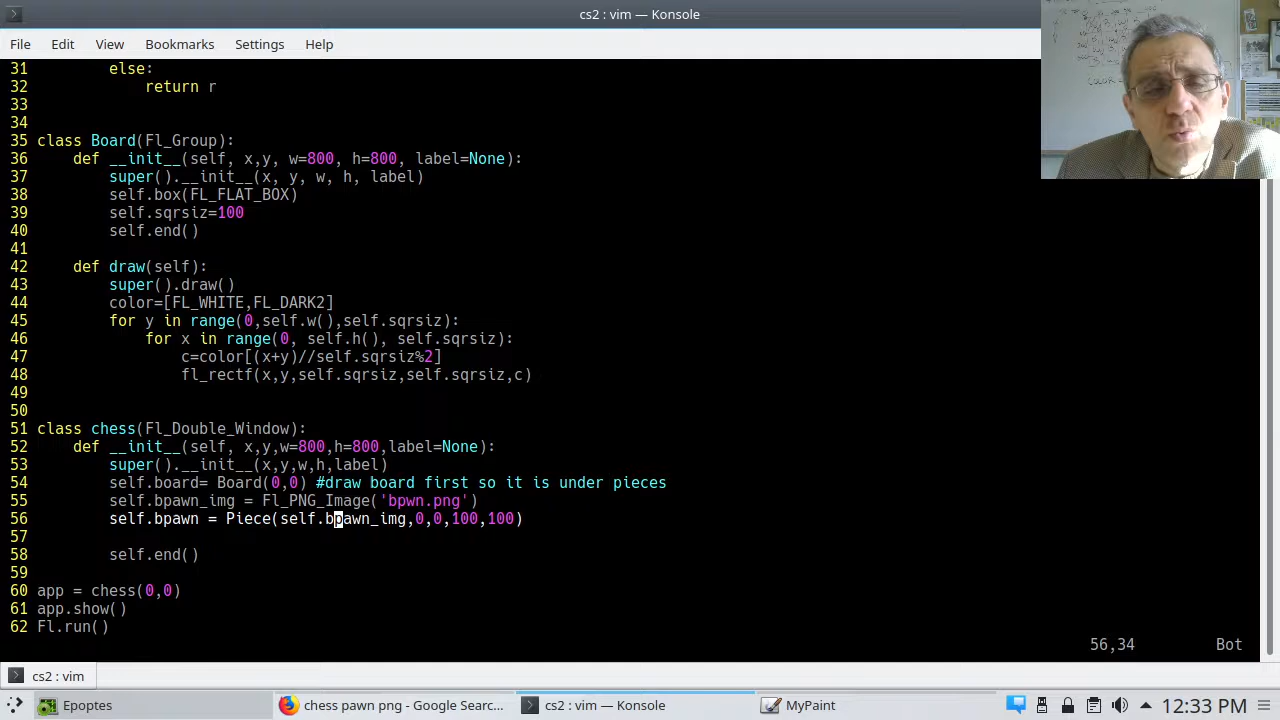 cs2 : vim — Konsole
File Edit View Bookmarks Settings Help
31 else:
32 return r
33
34
35 class Board(Fl_Group):
36 def __init__(self, x,y, w=800, h=800, label=None):
37 super().__init__(x, y, w, h, label)
38 self.box(FL_FLAT_BOX)
39 self.sqrsiz=100
40 self.end()
41
42 def draw(self):
43 super().draw()
44 color=[FL_WHITE,FL_DARK2]
45 for y in range(0,self.w(),self.sqrsiz):
46 for x in range(0, self.h(), self.sqrsiz):
47 c=color[(x+y)//self.sqrsiz%2]
48 fl_rectf(x,y,self.sqrsiz,self.sqrsiz,c)
49
50
51 class chess(Fl_Double_Window):
52 def __init__(self, x,y,w=800,h=800,label=None):
53 super().__init__(x,y,w,h,label)
54 self.board= Board(0,0) #draw board first so it is under pieces
55 self.bpawn_img = Fl_PNG_Image('bpwn.png')
56 self.bpawn = Piece(self.bpawn_img,0,0,100,100)
57
58 self.end()
59
60 app = chess(0,0)
61 app.show()
62 Fl.run()
56,34 Bot
cs2 : vim
Epoptes chess pawn png - Google Searc... cs2 : vim — Konsole MyPaint 12:33 PM